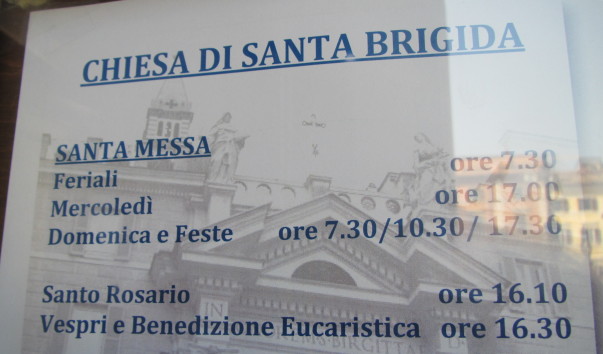 CHIESA DI SANTA BRIGIDA
SANTA MESSA
Feriali ore 7.30
Mercoledì ore 17.00
Domenica e Feste ore 7.30/10.30/ 17.30
Santo Rosario ore 16.10
Vespri e Benedizione Eucaristica ore 16.30